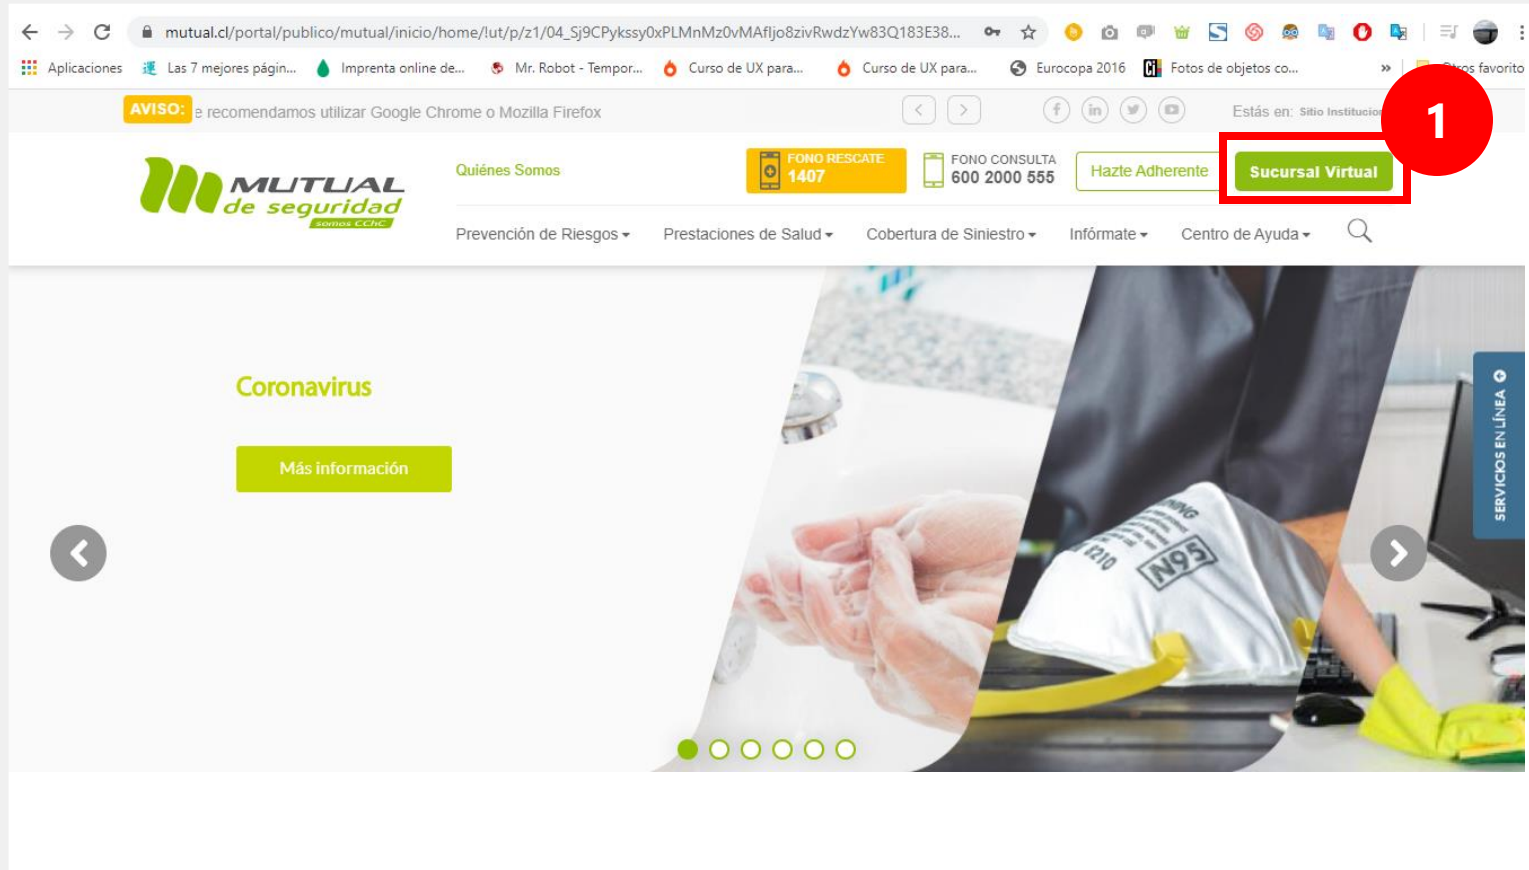 mutual.cl/portal/publico/mutual/inicio/home/!ut/p/z1/04_Sj9CPykssy0xPLMnMz0vMAfIjo8zivRwdzYw83Q183E38...
Aplicaciones Las 7 mejores págin... Imprenta online de... Mr. Robot - Tempor... Curso de UX para... Curso de UX para... Eurocopa 2016 Fotos de objetos co... » Otros favorito
AVISO: e recomendamos utilizar Google Chrome o Mozilla Firefox
Estás en: Sitio Institucion
1
MUTUAL
de seguridad
somos CChC
Quiénes Somos
FONO RESCATE
1407
FONO CONSULTA
600 2000 555
Hazte Adherente
Sucursal Virtual
Prevención de Riesgos Prestaciones de Salud Cobertura de Siniestro Infórmate Centro de Ayuda
Coronavirus
Más información
SERVICIOS EN LÍNEA
8210
N95